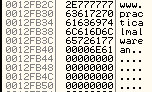 0012FB2C 2E777777 www.
0012FB30 63617270 prac
0012FB34 61636974 tica
0012FB38 6C616D6C lmal
0012FB3C 65726177 ware
0012FB40 00006E61 an..
0012FB44 00000000 ....
0012FB48 00000000 ....
0012FB4C 00000000 ....
0012FB50 00000000 ....